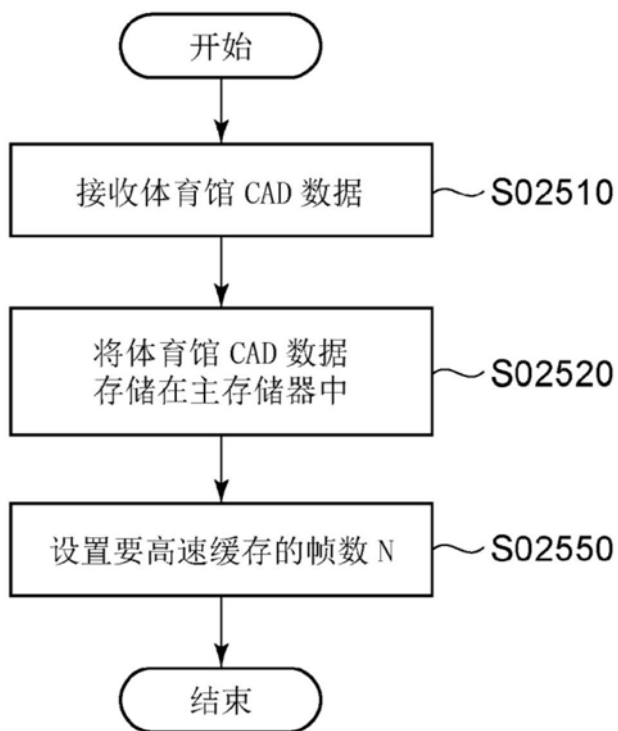 开始
接收体育馆 CAD 数据
S02510
将体育馆 CAD 数据
存储在主存储器中
S02520
设置要高速缓存的帧数 N
S02550
结束